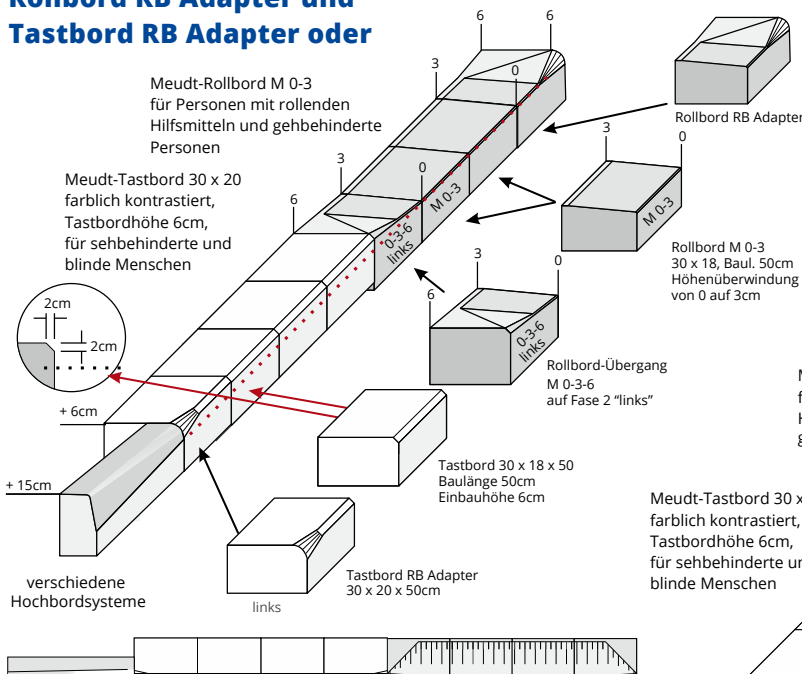 Rollbord RB Adapter und
Tastbord RB Adapter oder
Meudt-Rollbord M 0-3
für Personen mit rollenden
Hilfsmitteln und gehbehinderte
Personen
Meudt-Tastbord 30 x 20
farblich kontrastiert,
Tastbordhöhe 6cm,
für sehbehinderte und
blinde Menschen
6
6
3
0
3
0
6
M 0-3
0-3-6
links
Rollbord RB Adapter
3
0
M 0-3
Rollbord M 0-3
30 x 18, Baul. 50cm
Höhenüberwindung
von 0 auf 3cm
6
3
0
0-3-6
links
Rollbord-Übergang
M 0-3-6
auf Fase 2 “links”
2cm
2cm
+ 6cm
+ 15cm
verschiedene
Hochbordsysteme
Tastbord 30 x 18 x 50
Baulänge 50cm
Einbauhöhe 6cm
Tastbord RB Adapter
30 x 20 x 50cm
links
Meudt-Tastbord 30 x
farblich kontrastiert,
Tastbordhöhe 6cm,
für sehbehinderte
blinde Menschen